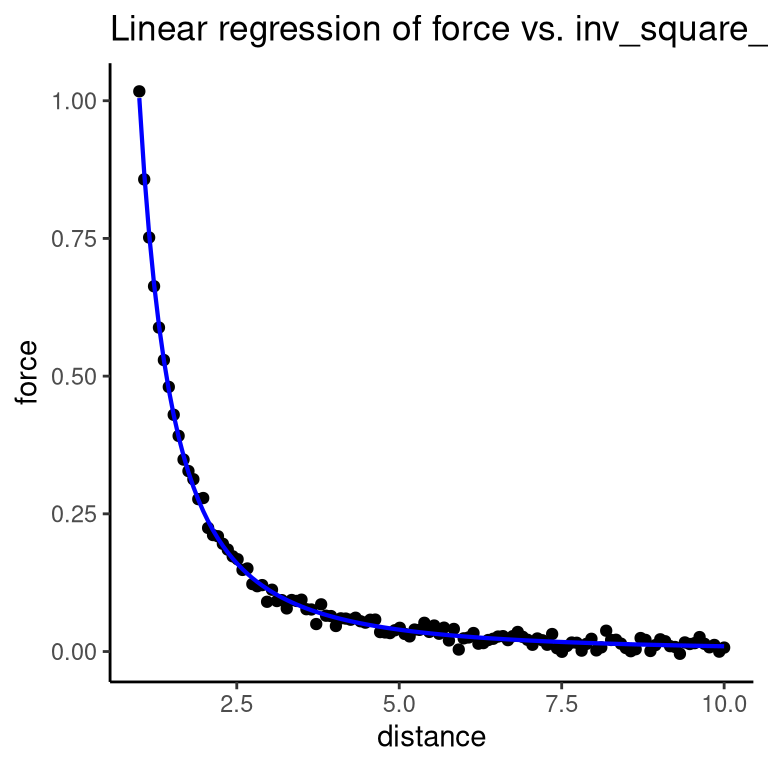 Linear regression of force vs. inv_square_
1.00
0.75
0.50
0.25
0.00
force
2.5 5.0 7.5 10.0
distance